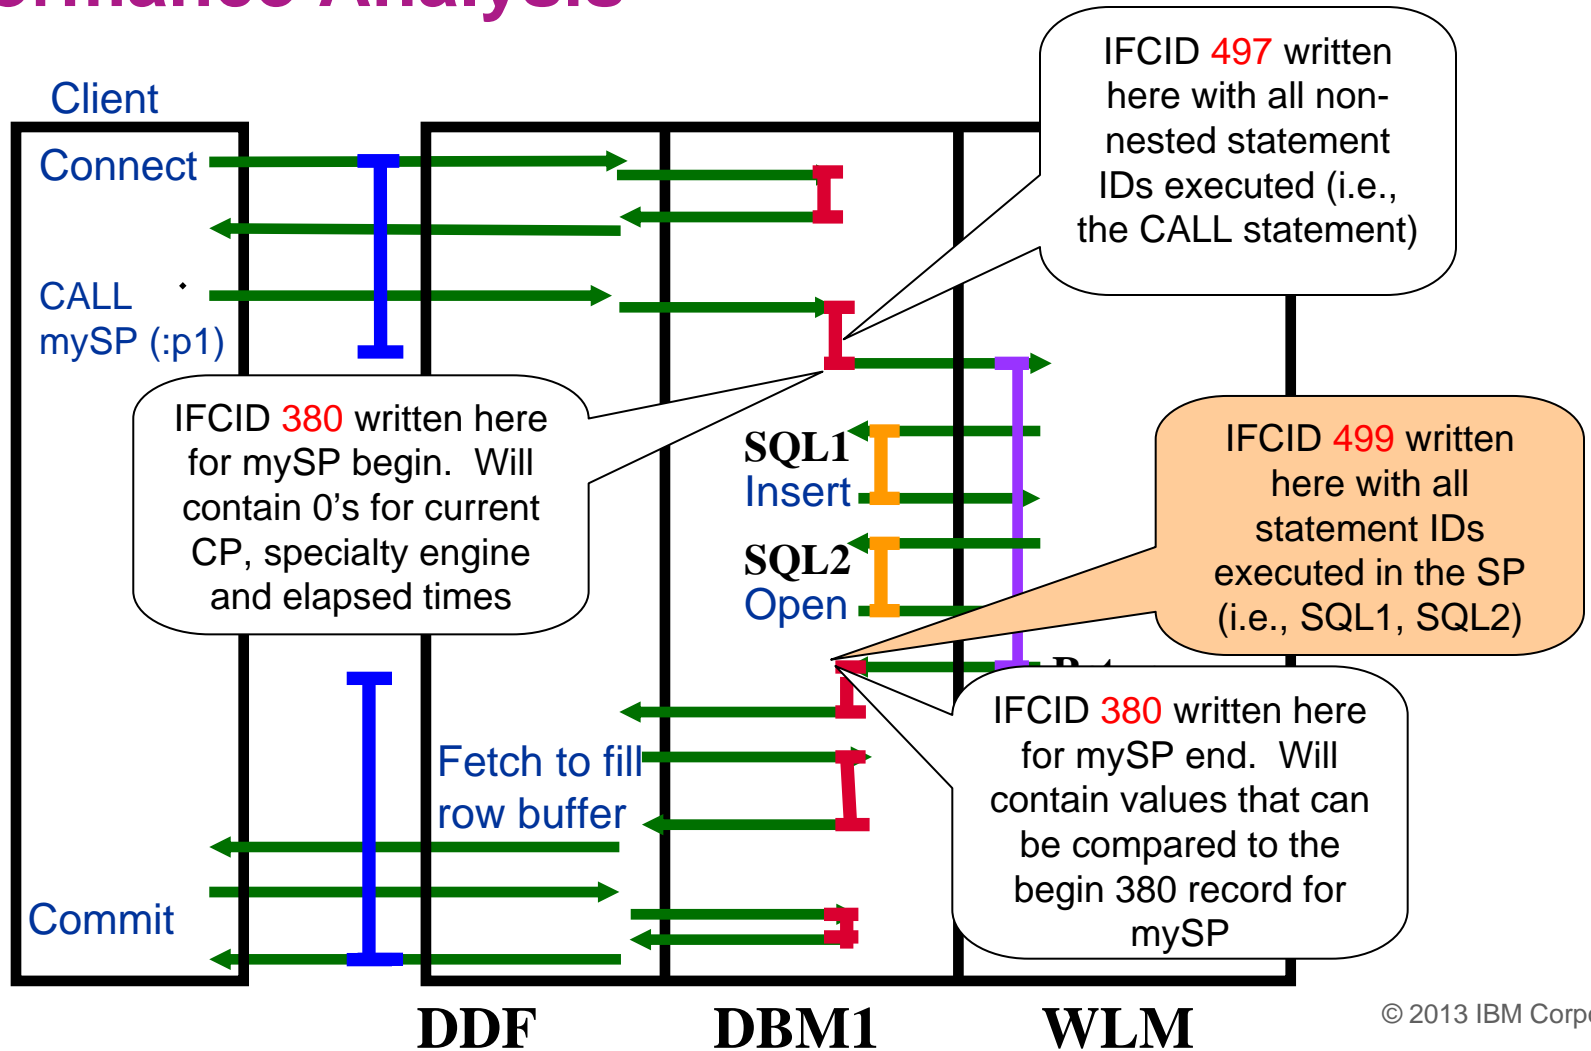 Analysis
Client
Connect
CALL
mySP (:p1)
IFCID 497 written
here with all non-
nested statement
IDs executed (i.e.,
the CALL statement)
IFCID 380 written here
for mySP begin.  Will
contain 0's for current
CP, specialty engine
and elapsed times
SQL1
Insert
SQL2
Open
IFCID 499 written
here with all
statement IDs
executed in the SP
(i.e., SQL1, SQL2)
IFCID 380 written here
for mySP end.  Will
contain values that can
be compared to the
begin 380 record for
mySP
Fetch to fill
row buffer
Commit
DDF
DBM1
WLM
© 2013 IBM